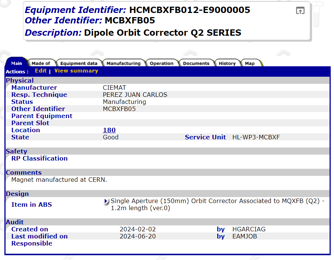 Equipment Identifier: HCMCBXFB012-E9000005
Other Identifier: MCBXFB05
Description: Dipole Orbit Corrector Q2 SERIES
Main Made of Equipment data Manufacturing Operation Documents History Map
Actions : Edit | View summary
Physical
Manufacturer CIEMAT
Resp. Technique PEREZ JUAN CARLOS
Status Manufacturing
Other Identifier MCBXFB05
Parent Equipment
Parent Slot
Location 180
State Good Service Unit HL-WP3-MCBXF
Safety
RP Classification
Comments
Magnet manufactured at CERN.
Design
Item in ABS Single Aperture (150mm) Orbit Corrector Associated to MQXFB (Q2) -
1.2m length (ver.0)
Audit
Created on 2024-02-02 by HGARCIAG
Last modified on 2024-06-20 by EAMJOB
Responsible